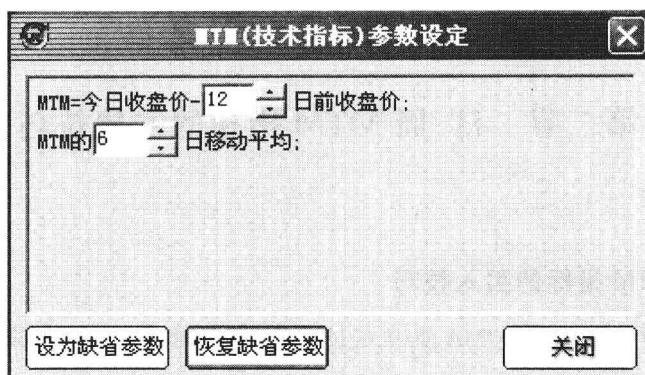 MTM(技术指标)参数设定
MTM=今日收盘价-12日前收盘价;
MTM的6日移动平均;
设为缺省参数 恢复缺省参数 关闭